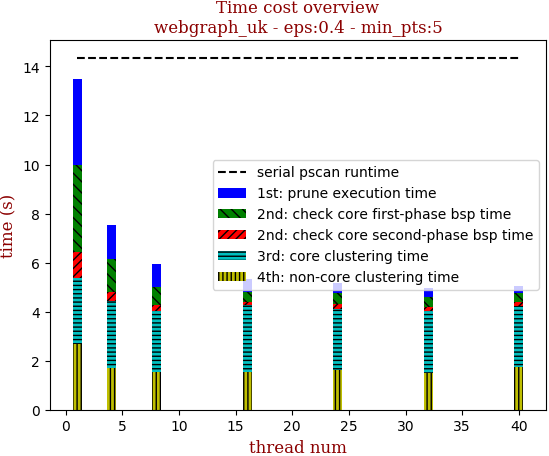 Time cost overview
webgraph_uk - eps:0.4 - min_pts:5
time (s)
14
12
10
8
6
4
2
0
serial pscan runtime
1st: prune execution time
2nd: check core first-phase bsp time
2nd: check core second-phase bsp time
3rd: core clustering time
4th: non-core clustering time
0 5 10 15 20 25 30 35 40
thread num